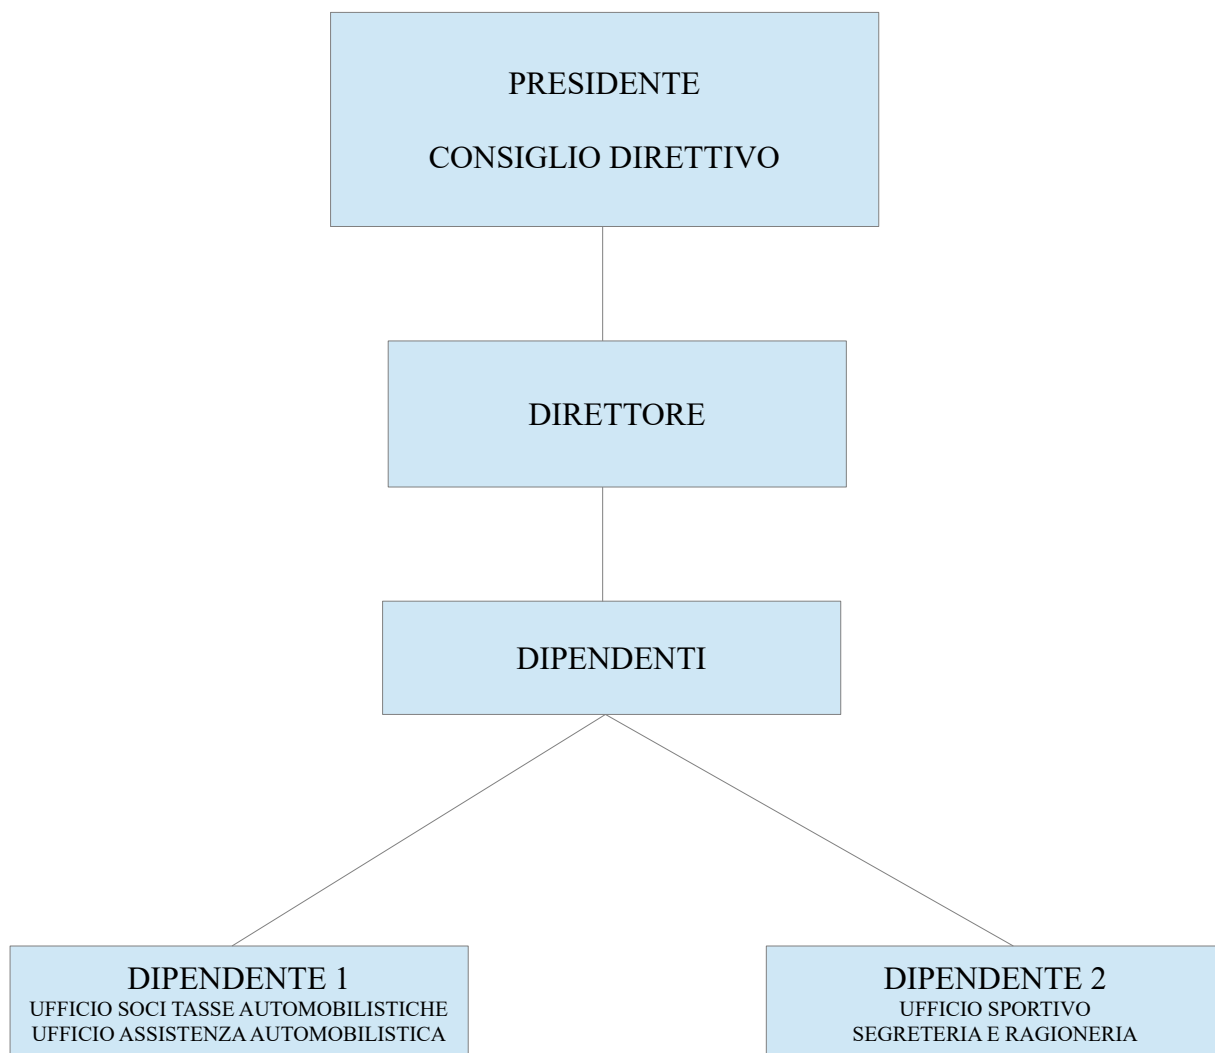 PRESIDENTE
CONSIGLIO DIRETTIVO
DIRETTORE
DIPENDENTI
DIPENDENTE 1
UFFICIO SOCI TASSE AUTOMOBILISTICHE
UFFICIO ASSISTENZA AUTOMOBILISTICA
DIPENDENTE 2
UFFICIO SPORTIVO
SEGRETERIA E RAGIONERIA